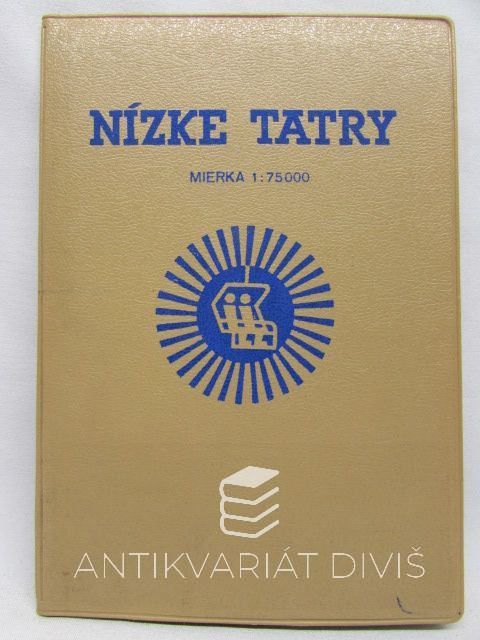 NÍZKE TATRY
MIERKA 1:75000
ANTIKVARIÁT DIVIŠ